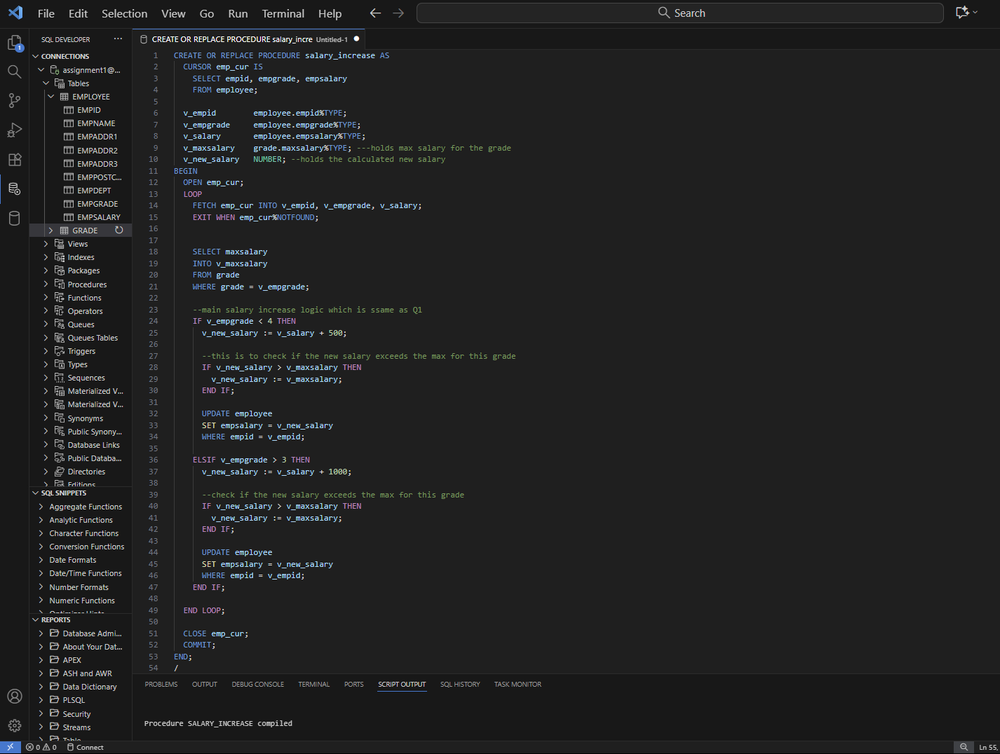 File Edit Selection View Go Run Terminal Help
Search
SQL DEVELOPER ···
CREATE OR REPLACE PROCEDURE salary_incre Untitled-1
CONNECTIONS
assignment1@...
Tables
EMPLOYEE
EMPID
EMPNAME
EMPADDR1
EMPADDR2
EMPADDR3
EMPPOSTC...
EMPDEPT
EMPGRADE
EMPSALARY
GRADE
Views
Indexes
Packages
Procedures
Functions
Operators
Queues
Queues Tables
Triggers
Types
Sequences
Materialized V...
Materialized V...
Synonyms
Public Synony...
Database Links
Public Databa...
Directories
Editions
SQL SNIPPETS
Aggregate Functions
Analytic Functions
Character Functions
Conversion Functions
Date Formats
Date/Time Functions
Number Formats
Numeric Functions
Optimizer Hints
REPORTS
Database Admi...
About Your Dat...
APEX
ASH and AWR
Data Dictionary
PLSQL
Security
Streams
Table
1 CREATE OR REPLACE PROCEDURE salary_increase AS
2 CURSOR emp_cur IS
3 SELECT empid, empgrade, empsalary
4 FROM employee;
5
6 v_empid employee.empid%TYPE;
7 v_empgrade employee.empgrade%TYPE;
8 v_salary employee.empsalary%TYPE;
9 v_maxsalary grade.maxsalary%TYPE; ---holds max salary for the grade
10 v_new_salary NUMBER; --holds the calculated new salary
11 BEGIN
12 OPEN emp_cur;
13 LOOP
14 FETCH emp_cur INTO v_empid, v_empgrade, v_salary;
15 EXIT WHEN emp_cur%NOTFOUND;
16
17
18 SELECT maxsalary
19 INTO v_maxsalary
20 FROM grade
21 WHERE grade = v_empgrade;
22
23 --main salary increase logic which is ssame as Q1
24 IF v_empgrade < 4 THEN
25 v_new_salary := v_salary + 500;
26
27 --this is to check if the new salary exceeds the max for this grade
28 IF v_new_salary > v_maxsalary THEN
29 v_new_salary := v_maxsalary;
30 END IF;
31
32 UPDATE employee
33 SET empsalary = v_new_salary
34 WHERE empid = v_empid;
35
36 ELSIF v_empgrade > 3 THEN
37 v_new_salary := v_salary + 1000;
38
39 --check if the new salary exceeds the max for this grade
40 IF v_new_salary > v_maxsalary THEN
41 v_new_salary := v_maxsalary;
42 END IF;
43
44 UPDATE employee
45 SET empsalary = v_new_salary
46 WHERE empid = v_empid;
47 END IF;
48
49 END LOOP;
50
51 CLOSE emp_cur;
52 COMMIT;
53 END;
54 /
PROBLEMS OUTPUT DEBUG CONSOLE TERMINAL PORTS SCRIPT OUTPUT SQL HISTORY TASK MONITOR
Procedure SALARY_INCREASE compiled
1
0 0 Connect
Ln 55,